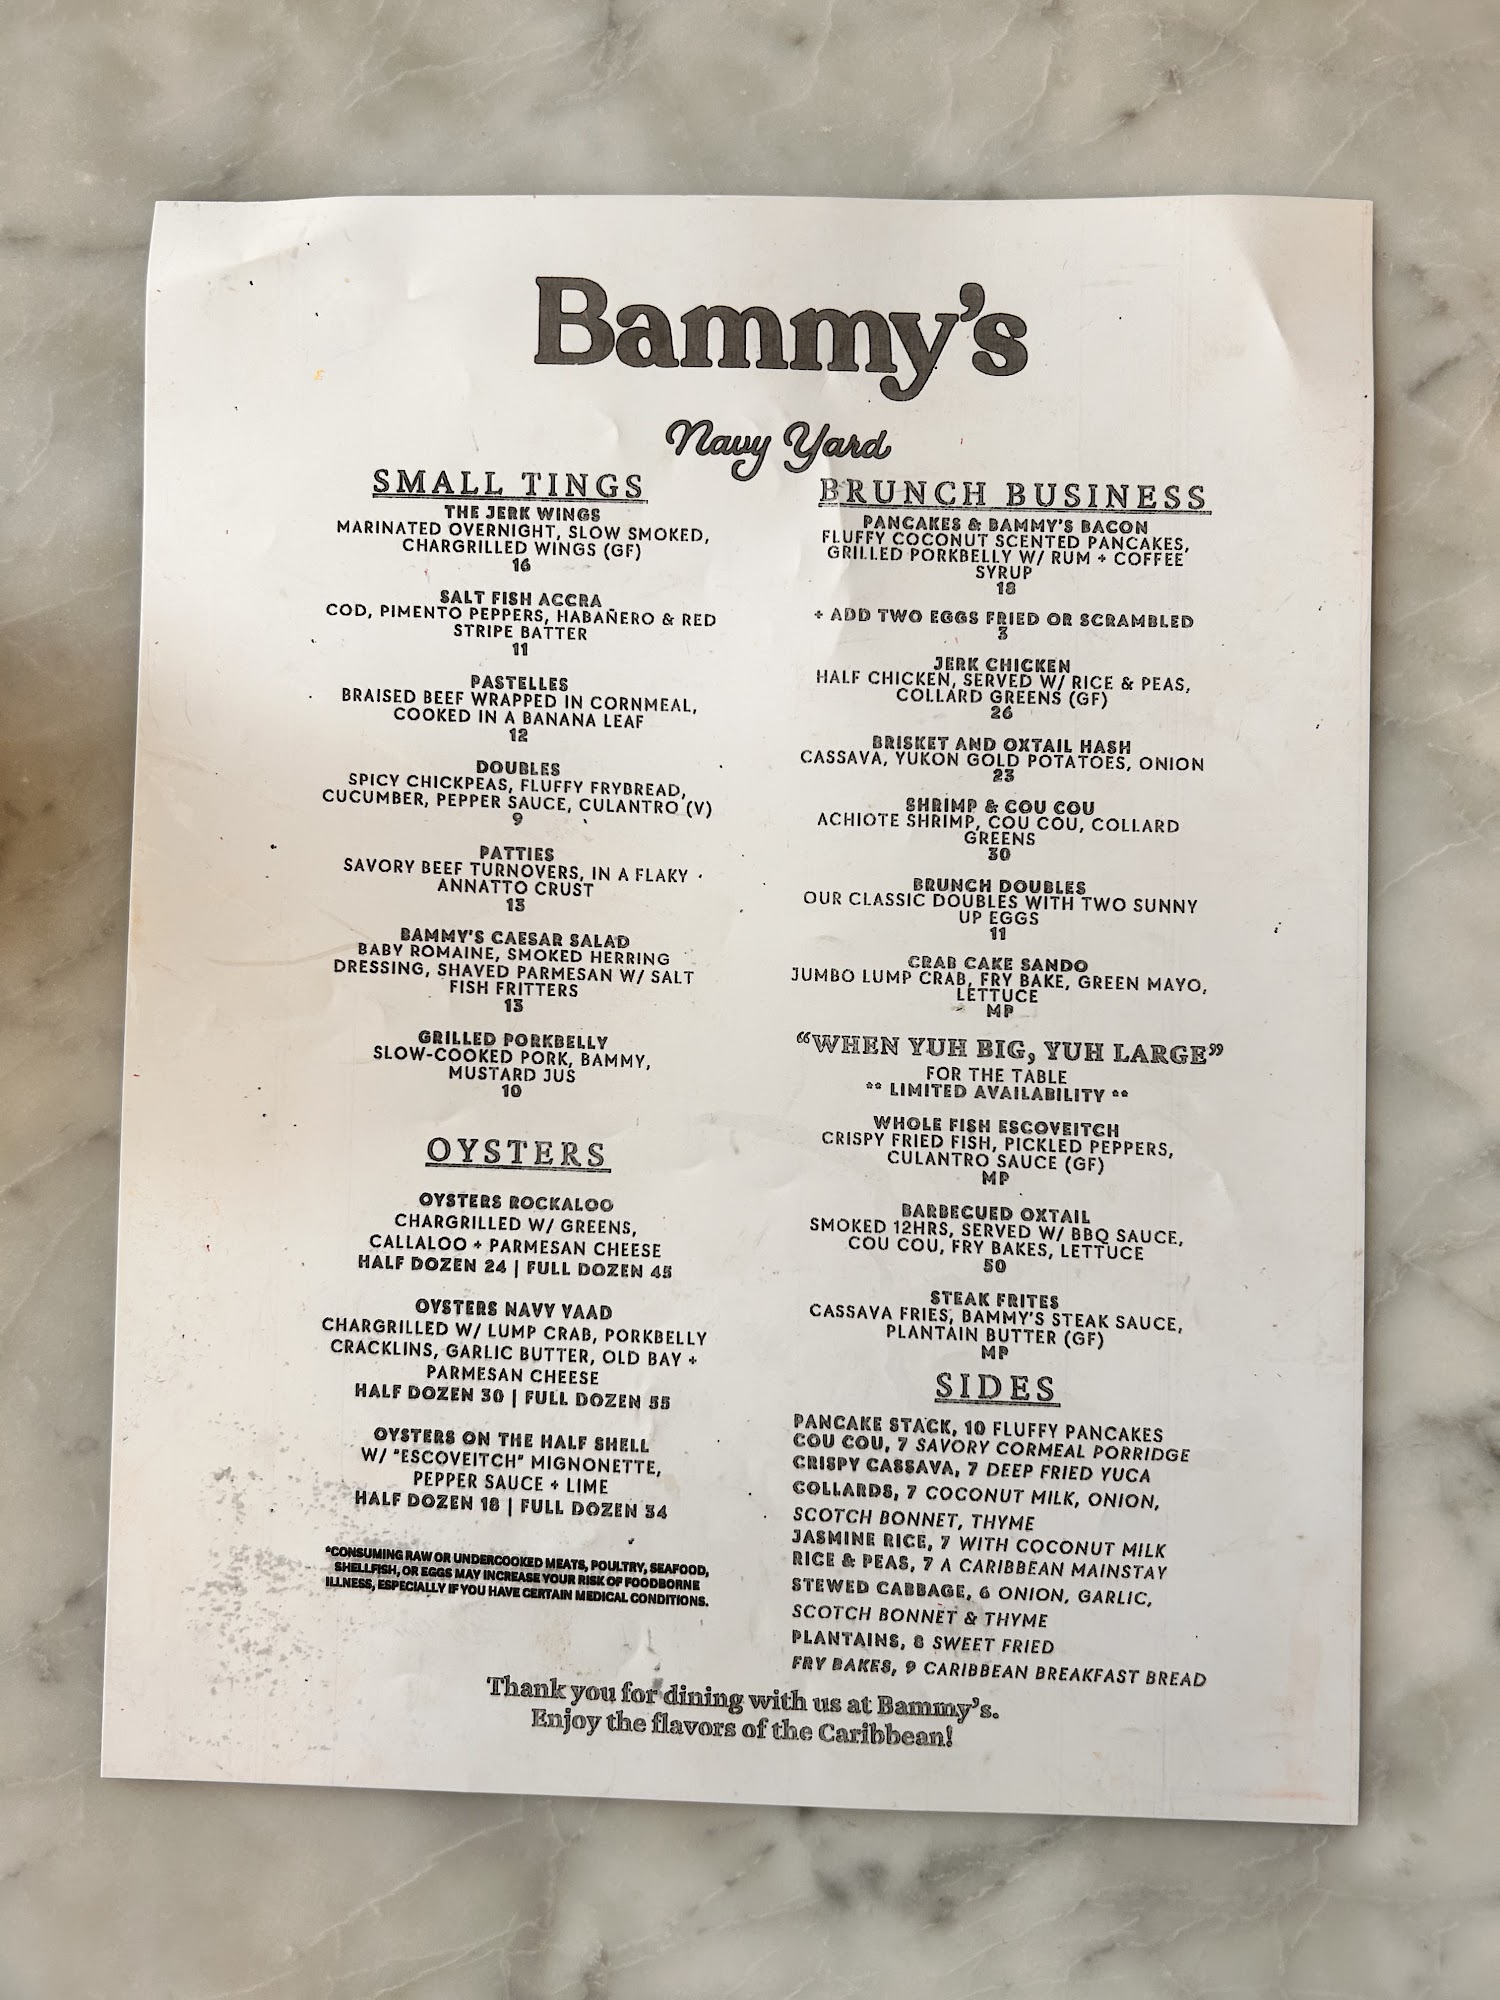 Bammy's
Navy Yard
SMALL TINGS
THE JERK WINGS
MARINATED OVERNIGHT, SLOW SMOKED,
CHARGRILLED WINGS (GF)
16
SALT FISH ACCRA
COD, PIMENTO PEPPERS, HABAÑERO & RED
STRIPE BATTER
11
PASTELLES
BRAISED BEEF WRAPPED IN CORNMEAL,
COOKED IN A BANANA LEAF
12
DOUBLES
SPICY CHICKPEAS, FLUFFY FRYBREAD,
CUCUMBER, PEPPER SAUCE, CULANTRO (V)
9
PATTIES
SAVORY BEEF TURNOVERS, IN A FLAKY
ANNATTO CRUST
13
BAMMY'S CAESAR SALAD
BABY ROMAINE, SMOKED HERRING
DRESSING, SHAVED PARMESAN W/ SALT
FISH FRITTERS
13
GRILLED PORKBELLY
SLOW-COOKED PORK, BAMMY,
MUSTARD JUS
10
OYSTERS
OYSTERS ROCKALOO
CHARGRILLED W/ GREENS,
CALLALOO + PARMESAN CHEESE
HALF DOZEN 24 | FULL DOZEN 45
OYSTERS NAVY YAAD
CHARGRILLED W/ LUMP CRAB, PORKBELLY
CRACKLINS, GARLIC BUTTER, OLD BAY +
PARMESAN CHEESE
HALF DOZEN 30 | FULL DOZEN 55
OYSTERS ON THE HALF SHELL
W/ "ESCOVEITCH" MIGNONETTE,
PEPPER SAUCE + LIME
HALF DOZEN 18 | FULL DOZEN 34
*CONSUMING RAW OR UNDERCOOKED MEATS, POULTRY, SEAFOOD,
SHELLFISH, OR EGGS MAY INCREASE YOUR RISK OF FOODBORNE
ILLNESS, ESPECIALLY IF YOU HAVE CERTAIN MEDICAL CONDITIONS.
BRUNCH BUSINESS
PANCAKES & BAMMY'S BACON
FLUFFY COCONUT SCENTED PANCAKES,
GRILLED PORKBELLY W/ RUM + COFFEE
SYRUP
18
+ ADD TWO EGGS FRIED OR SCRAMBLED
3
JERK CHICKEN
HALF CHICKEN, SERVED W/ RICE & PEAS,
COLLARD GREENS (GF)
26
BRISKET AND OXTAIL HASH
CASSAVA, YUKON GOLD POTATOES, ONION
23
SHRIMP & COU COU
ACHIOTE SHRIMP, COU COU, COLLARD
GREENS
30
BRUNCH DOUBLES
OUR CLASSIC DOUBLES WITH TWO SUNNY
UP EGGS
11
CRAB CAKE SANDO
JUMBO LUMP CRAB, FRY BAKE, GREEN MAYO,
LETTUCE
MP
"WHEN YUH BIG, YUH LARGE"
FOR THE TABLE
** LIMITED AVAILABILITY **
WHOLE FISH ESCOVEITCH
CRISPY FRIED FISH, PICKLED PEPPERS,
CULANTRO SAUCE (GF)
MP
BARBECUED OXTAIL
SMOKED 12HRS, SERVED W/ BBQ SAUCE,
COU COU, FRY BAKES, LETTUCE
50
STEAK FRITES
CASSAVA FRIES, BAMMY'S STEAK SAUCE,
PLANTAIN BUTTER (GF)
MP
SIDES
PANCAKE STACK, 10 FLUFFY PANCAKES
COU COU, 7 SAVORY CORMEAL PORRIDGE
CRISPY CASSAVA, 7 DEEP FRIED YUCA
COLLARDS, 7 COCONUT MILK, ONION,
SCOTCH BONNET, THYME
JASMINE RICE, 7 WITH COCONUT MILK
RICE & PEAS, 7 A CARIBBEAN MAINSTAY
STEWED CABBAGE, 6 ONION, GARLIC,
SCOTCH BONNET & THYME
PLANTAINS, 8 SWEET FRIED
FRY BAKES, 9 CARIBBEAN BREAKFAST BREAD
Thank you for dining with us at Bammy's.
Enjoy the flavors of the Caribbean!